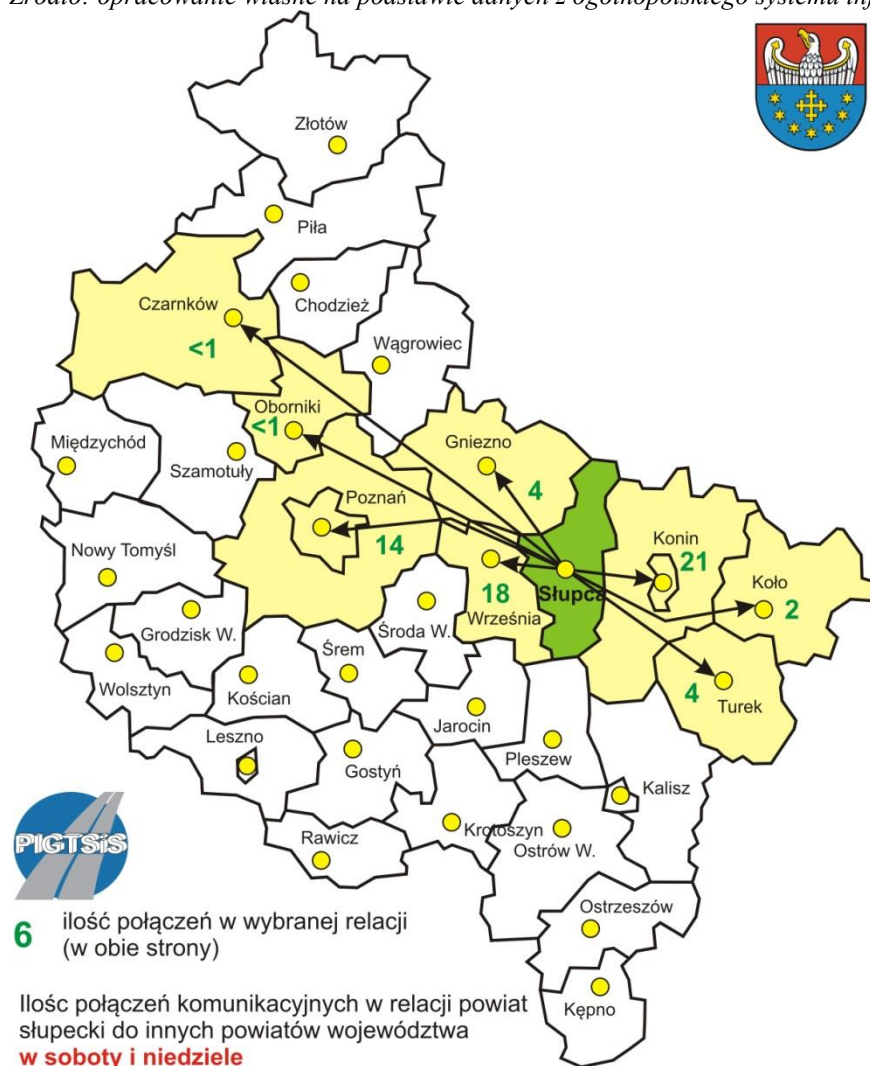 Źródło: opracowanie własne na podstawie danych z ogólnopolskiego systemu inf
Złotów
Piła
Czarnków
Chodzież
<1
Wągrowiec
Oborniki
<1
Międzychód
Szamotuły
Gniezno
4
Poznań
14
Konin
21
Nowy Tomyśl
Koło
2
18
Słupca
Września
Grodzisk W.
Środa W.
Śrem
Wolsztyn
Kościan
4
Turek
Leszno
Jarocin
Gostyń
Pleszew
Kalisz
PIGTSiS
Rawicz
Krotoszyn
Ostrów W.
6 ilość połączeń w wybranej relacji
(w obie strony)
Ostrzeszów
Kępno
Ilośc połączeń komunikacyjnych w relacji powiat
słupecki do innych powiatów województwa
w soboty i niedziele